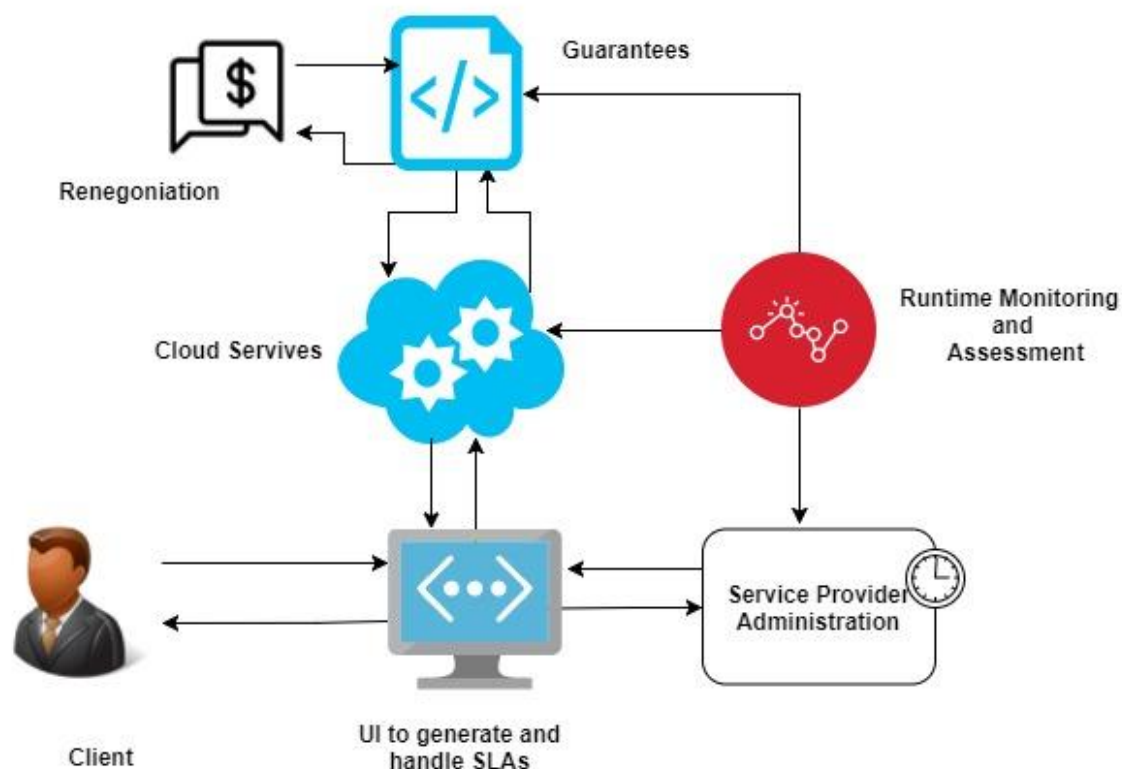 $
</>
Guarantees
Renegoniation
Cloud Servives
Runtime Monitoring
and
Assessment
Service Provider
Administration
Client
UI to generate and
handle SLAs